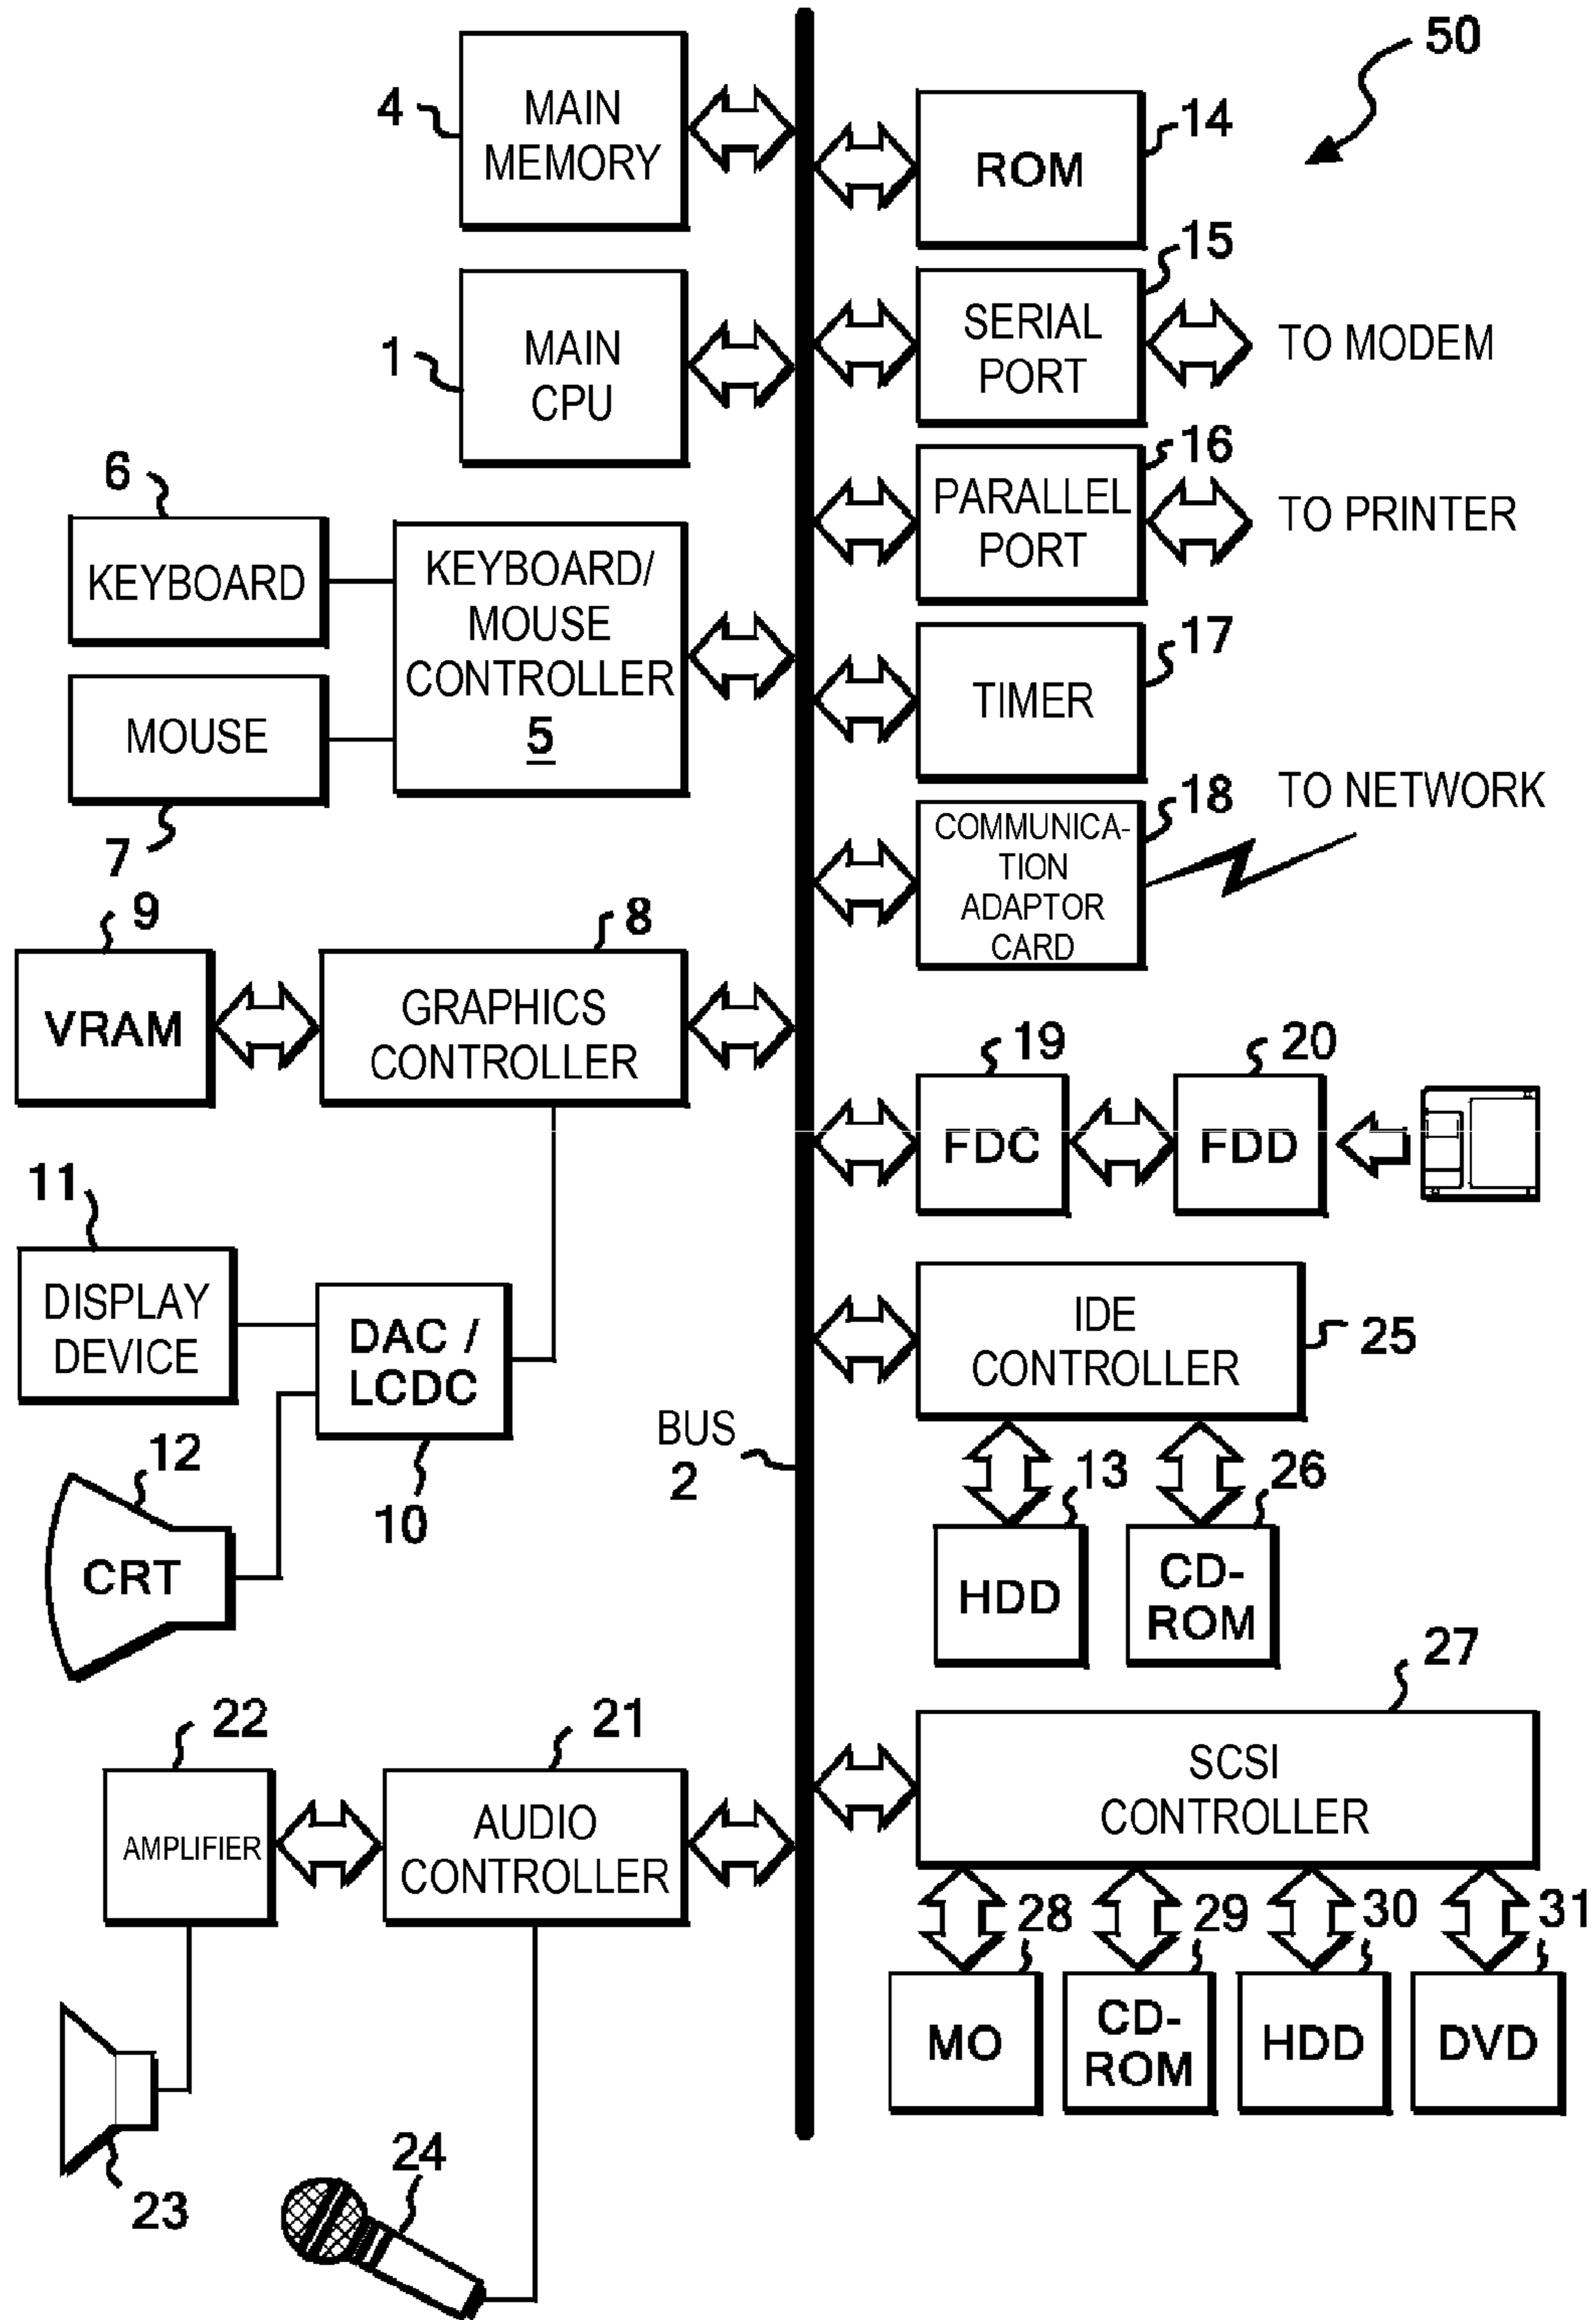 50
4
MAIN
MEMORY
14
ROM
1
MAIN
CPU
15
SERIAL
PORT
TO MODEM
6
KEYBOARD
KEYBOARD/
MOUSE
CONTROLLER
5
16
PARALLEL
PORT
TO PRINTER
MOUSE
7
17
TIMER
18
COMMUNICA-
TION
ADAPTOR
CARD
TO NETWORK
9
VRAM
8
GRAPHICS
CONTROLLER
19
FDC
20
FDD
11
DISPLAY
DEVICE
DAC /
LCDC
10
IDE
CONTROLLER
25
BUS
2
12
CRT
13
HDD
26
CD-
ROM
22
AMPLIFIER
21
AUDIO
CONTROLLER
27
SCSI
CONTROLLER
28
MO
29
CD-
ROM
30
HDD
31
DVD
23
24